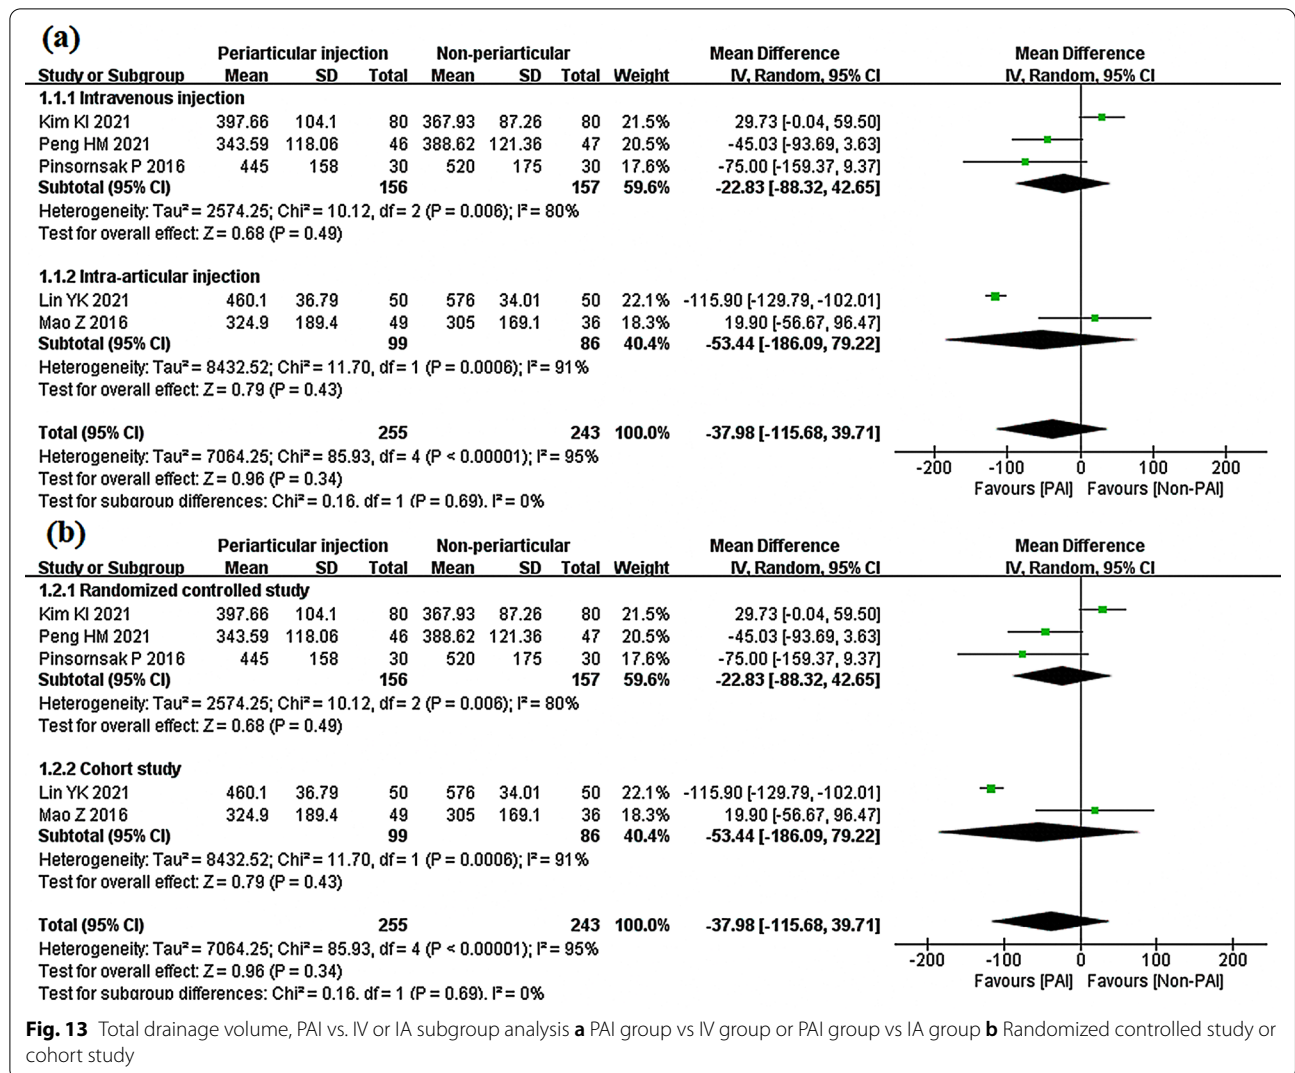 (a)
Periarticular injection Non-periarticular Mean Difference Mean Difference
Study or Subgroup Mean SD Total Mean SD Total Weight IV, Random, 95% CI IV, Random, 95% CI
1.1.1 Intravenous injection
Kim KI 2021 397.66 104.1 80 367.93 87.26 80 21.5% 29.73 [-0.04, 59.50]
Peng HM 2021 343.59 118.06 46 388.62 121.36 47 20.5% -45.03 [-93.69, 3.63]
Pinsornsak P 2016 445 158 30 520 175 30 17.6% -75.00 [-159.37, 9.37]
Subtotal (95% CI) 156 157 59.6% -22.83 [-88.32, 42.65]
Heterogeneity: Tau² = 2574.25; Chi² = 10.12, df = 2 (P = 0.006); I² = 80%
Test for overall effect: Z = 0.68 (P = 0.49)
1.1.2 Intra-articular injection
Lin YK 2021 460.1 36.79 50 576 34.01 50 22.1% -115.90 [-129.79, -102.01]
Mao Z 2016 324.9 189.4 49 305 169.1 36 18.3% 19.90 [-56.67, 96.47]
Subtotal (95% CI) 99 86 40.4% -53.44 [-186.09, 79.22]
Heterogeneity: Tau² = 8432.52; Chi² = 11.70, df = 1 (P = 0.0006); I² = 91%
Test for overall effect: Z = 0.79 (P = 0.43)
Total (95% CI) 255 243 100.0% -37.98 [-115.68, 39.71]
Heterogeneity: Tau² = 7064.25; Chi² = 85.93, df = 4 (P < 0.00001); I² = 95%
Test for overall effect: Z = 0.96 (P = 0.34)
Test for subgroup differences: Chi² = 0.16, df = 1 (P = 0.69), I² = 0%
-200 -100 0 100 200
Favours [PAI] Favours [Non-PAI]
(b)
Periarticular injection Non-periarticular Mean Difference Mean Difference
Study or Subgroup Mean SD Total Mean SD Total Weight IV, Random, 95% CI IV, Random, 95% CI
1.2.1 Randomized controlled study
Kim KI 2021 397.66 104.1 80 367.93 87.26 80 21.5% 29.73 [-0.04, 59.50]
Peng HM 2021 343.59 118.06 46 388.62 121.36 47 20.5% -45.03 [-93.69, 3.63]
Pinsornsak P 2016 445 158 30 520 175 30 17.6% -75.00 [-159.37, 9.37]
Subtotal (95% CI) 156 157 59.6% -22.83 [-88.32, 42.65]
Heterogeneity: Tau² = 2574.25; Chi² = 10.12, df = 2 (P = 0.006); I² = 80%
Test for overall effect: Z = 0.68 (P = 0.49)
1.2.2 Cohort study
Lin YK 2021 460.1 36.79 50 576 34.01 50 22.1% -115.90 [-129.79, -102.01]
Mao Z 2016 324.9 189.4 49 305 169.1 36 18.3% 19.90 [-56.67, 96.47]
Subtotal (95% CI) 99 86 40.4% -53.44 [-186.09, 79.22]
Heterogeneity: Tau² = 8432.52; Chi² = 11.70, df = 1 (P = 0.0006); I² = 91%
Test for overall effect: Z = 0.79 (P = 0.43)
Total (95% CI) 255 243 100.0% -37.98 [-115.68, 39.71]
Heterogeneity: Tau² = 7064.25; Chi² = 85.93, df = 4 (P < 0.00001); I² = 95%
Test for overall effect: Z = 0.96 (P = 0.34)
Test for subgroup differences: Chi² = 0.16, df = 1 (P = 0.69), I² = 0%
-200 -100 0 100 200
Favours [PAI] Favours [Non-PAI]
Fig. 13 Total drainage volume, PAI vs. IV or IA subgroup analysis a PAI group vs IV group or PAI group vs IA group b Randomized controlled study or
cohort study